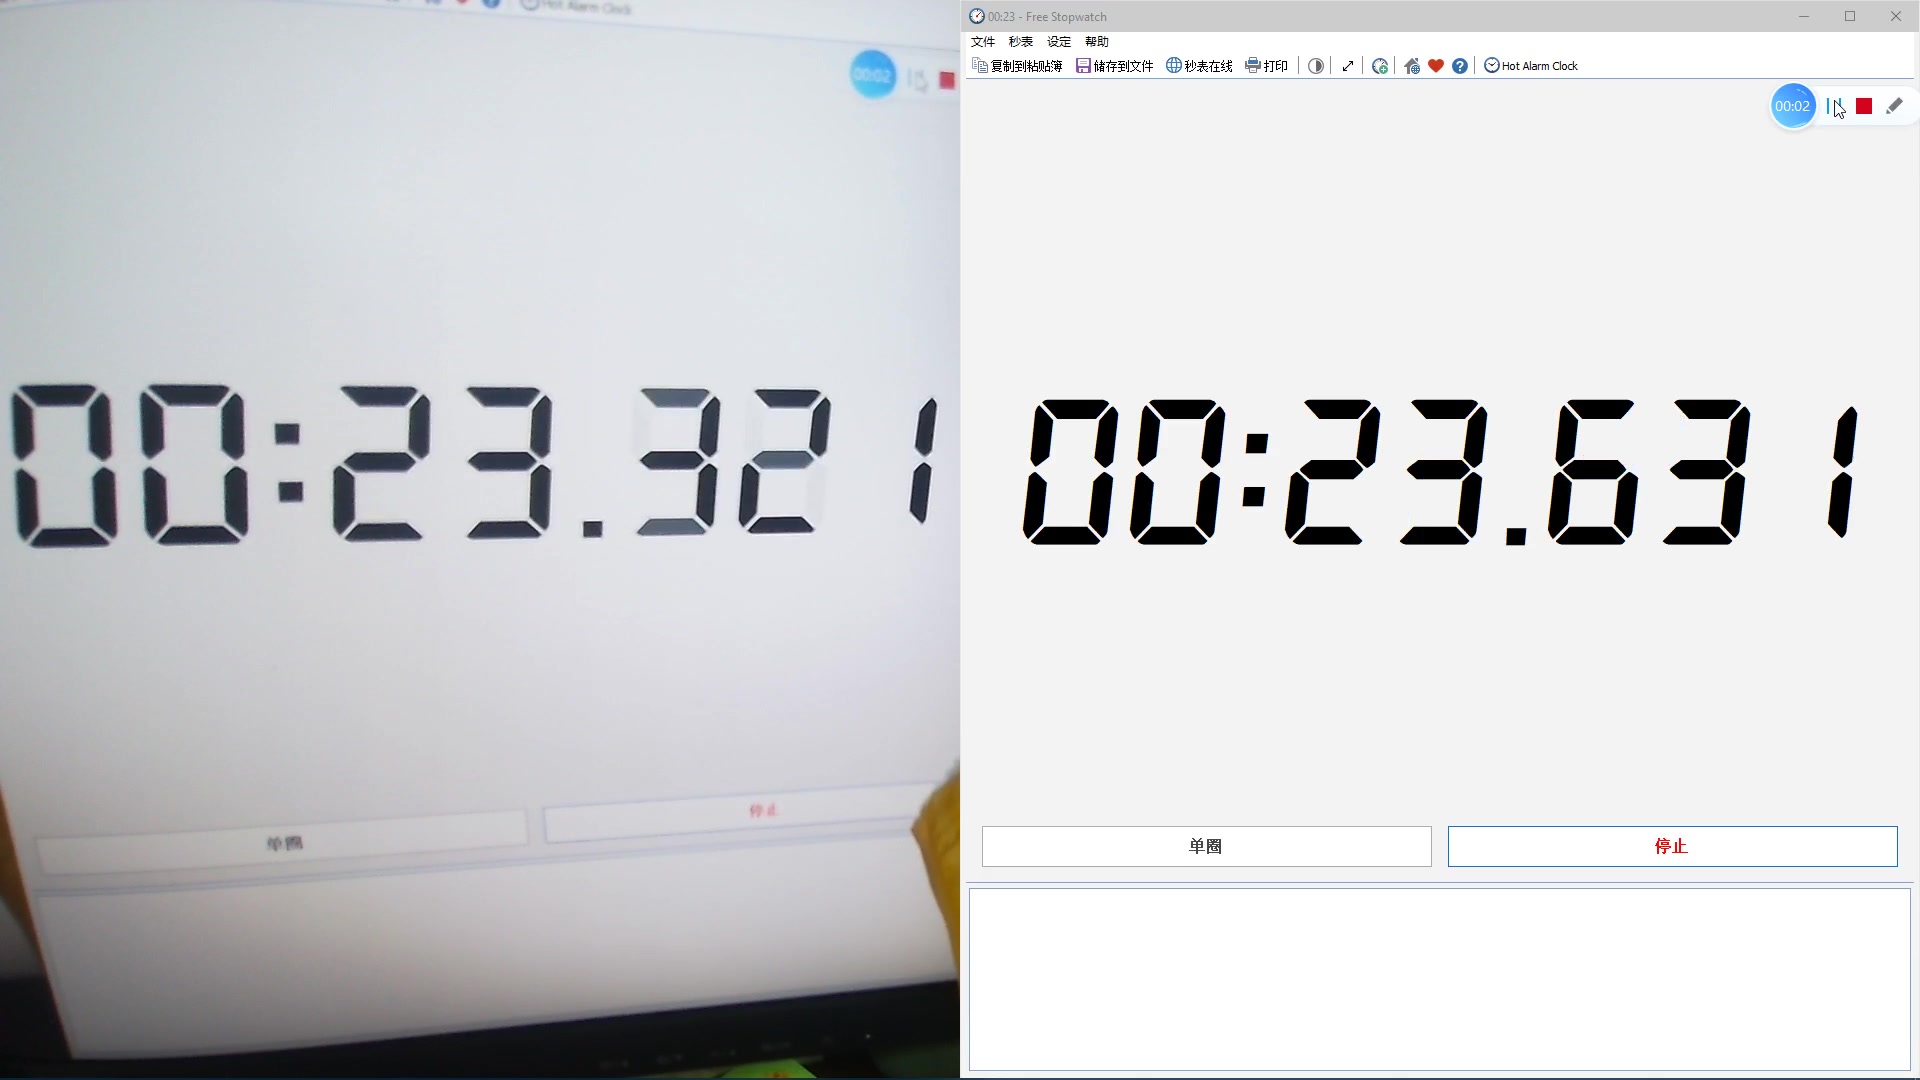 Hot Alarm Clock
00:02
00:23.321
单圈
停止
00:23 - Free Stopwatch
文件 秒表 设定 帮助
复制到粘贴簿 储存到文件 秒表在线 打印 Hot Alarm Clock
00:02
00:23.631
单圈
停止